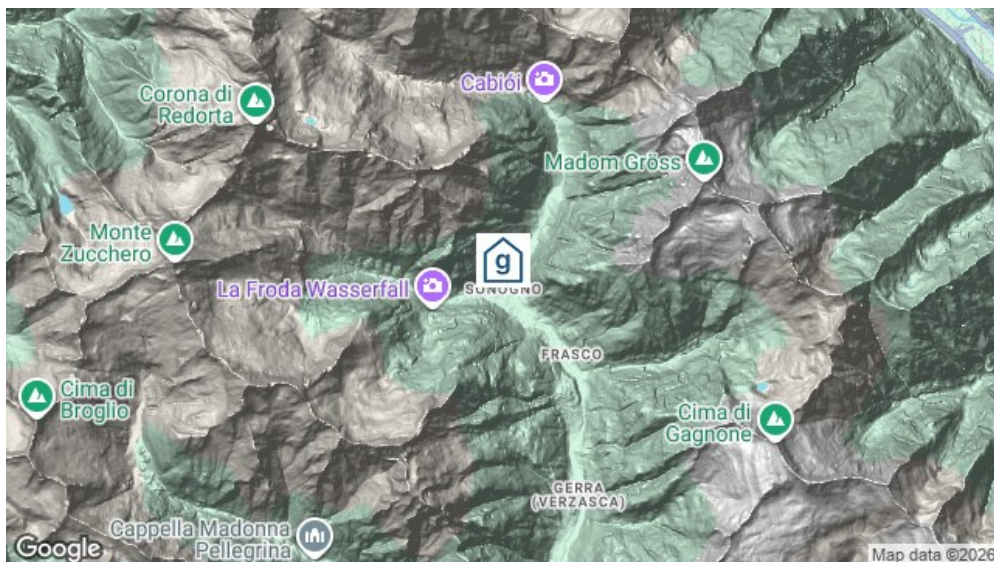 Cabiói
Corona di
Redorta
Madom Gröss
Monte
Zucchero
g
La Froda Wasserfall
SONOGNO
FRASCO
Cima di
Broglio
Cima di
Gagnone
GERRA
(VERZASCA)
Cappella Madonna
Pellegrina
Google
Map data ©2026